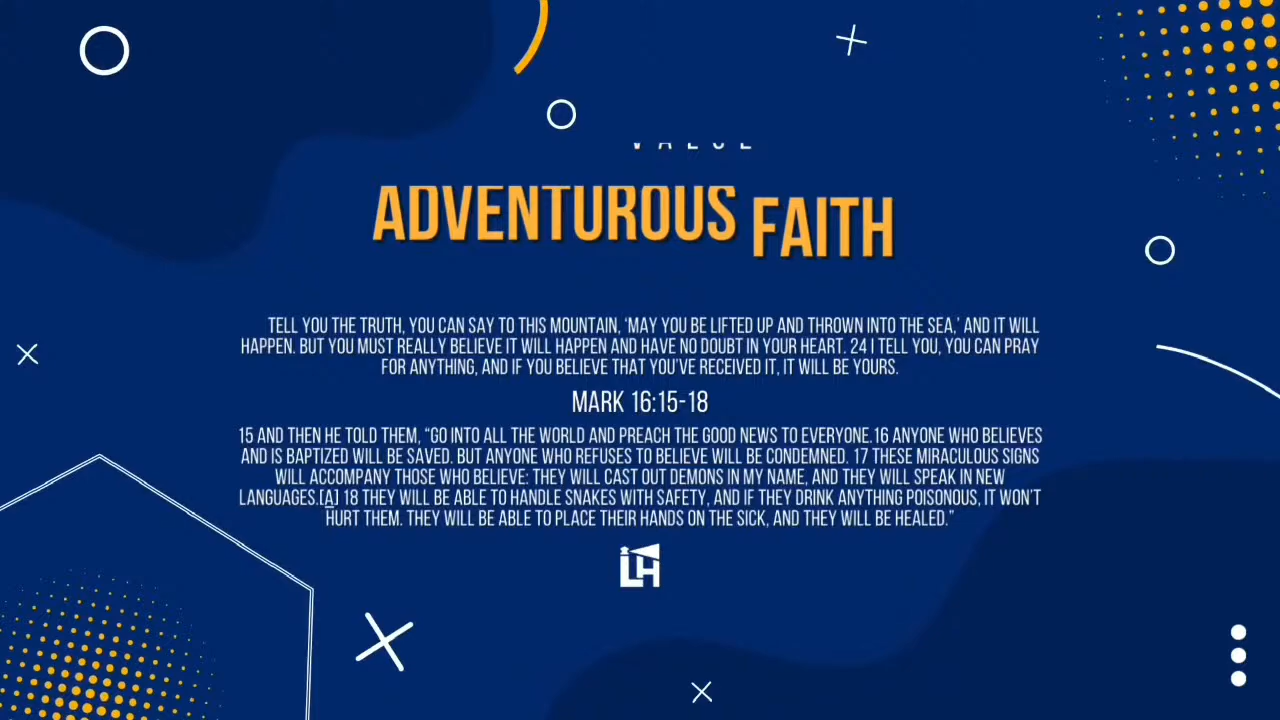 VALUE
ADVENTUROUS FAITH
TELL YOU THE TRUTH, YOU CAN SAY TO THIS MOUNTAIN, ‘MAY YOU BE LIFTED UP AND THROWN INTO THE SEA,’ AND IT WILL
HAPPEN. BUT YOU MUST REALLY BELIEVE IT WILL HAPPEN AND HAVE NO DOUBT IN YOUR HEART. 24 I TELL YOU, YOU CAN PRAY
FOR ANYTHING, AND IF YOU BELIEVE THAT YOU’VE RECEIVED IT, IT WILL BE YOURS.
MARK 16:15-18
15 AND THEN HE TOLD THEM, “GO INTO ALL THE WORLD AND PREACH THE GOOD NEWS TO EVERYONE.16 ANYONE WHO BELIEVES
AND IS BAPTIZED WILL BE SAVED. BUT ANYONE WHO REFUSES TO BELIEVE WILL BE CONDEMNED. 17 THESE MIRACULOUS SIGNS
WILL ACCOMPANY THOSE WHO BELIEVE: THEY WILL CAST OUT DEMONS IN MY NAME, AND THEY WILL SPEAK IN NEW
LANGUAGES.[A] 18 THEY WILL BE ABLE TO HANDLE SNAKES WITH SAFETY, AND IF THEY DRINK ANYTHING POISONOUS, IT WON’T
HURT THEM. THEY WILL BE ABLE TO PLACE THEIR HANDS ON THE SICK, AND THEY WILL BE HEALED.”
LH